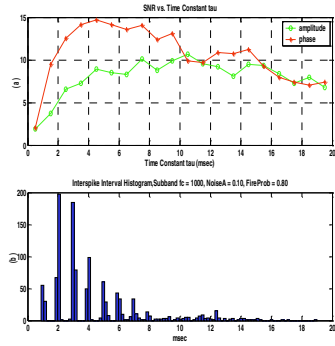 SNR vs. Time Constant tau
amplitude
phase
15
10
5
0
(a)
0 2 4 6 8 10 12 14 16 18 20
Time Constant tau (msec)
Interspike Interval Histogram,Subband fc = 1000, NoiseA = 0.10, FireProb = 0.80
200
150
100
50
0
(b)
0 2 4 6 8 10 12 14 16 18 20
msec